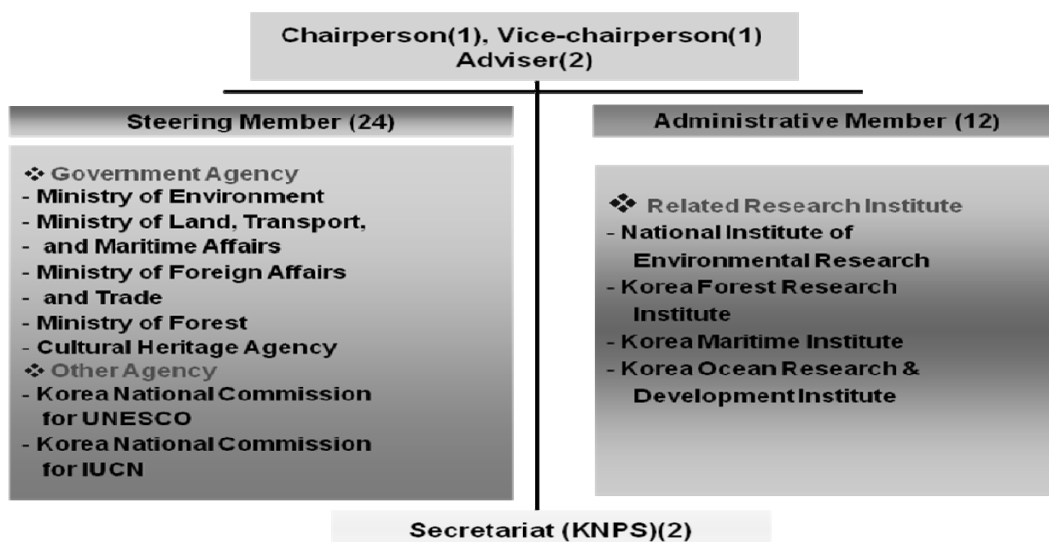 Chairperson(1), Vice-chairperson(1)
Adviser(2)
Steering Member (24)
❖ Government Agency
- Ministry of Environment
- Ministry of Land, Transport,
- and Maritime Affairs
- Ministry of Foreign Affairs
- and Trade
- Ministry of Forest
- Cultural Heritage Agency
❖ Other Agency
- Korea National Commission
for UNESCO
- Korea National Commission
for IUCN
Administrative Member (12)
❖ Related Research Institute
- National Institute of
Environmental Research
- Korea Forest Research
Institute
- Korea Maritime Institute
- Korea Ocean Research &
Development Institute
Secretariat (KNPS)(2)